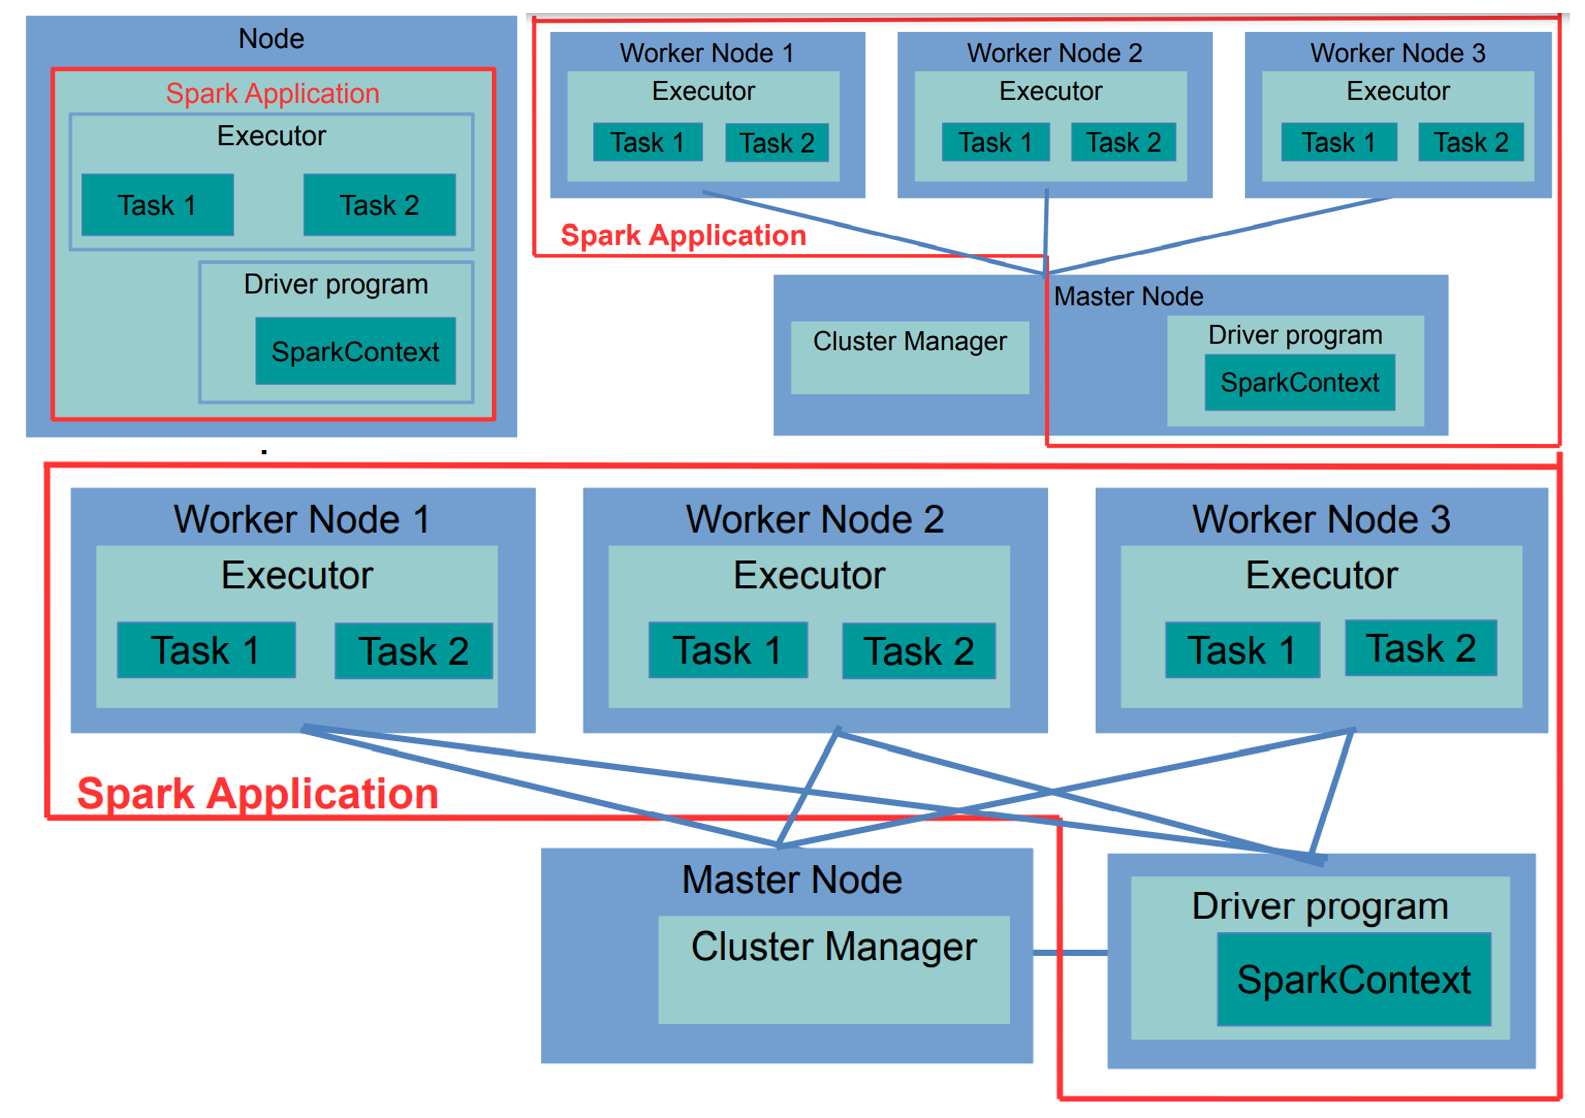 Node
Spark Application
Executor
Task 1
Task 2
Driver program
SparkContext
Worker Node 1
Executor
Task 1
Task 2
Worker Node 2
Executor
Task 1
Task 2
Worker Node 3
Executor
Task 1
Task 2
Spark Application
Master Node
Cluster Manager
Driver program
SparkContext
Worker Node 1
Executor
Task 1
Task 2
Worker Node 2
Executor
Task 1
Task 2
Worker Node 3
Executor
Task 1
Task 2
Spark Application
Master Node
Cluster Manager
Driver program
SparkContext